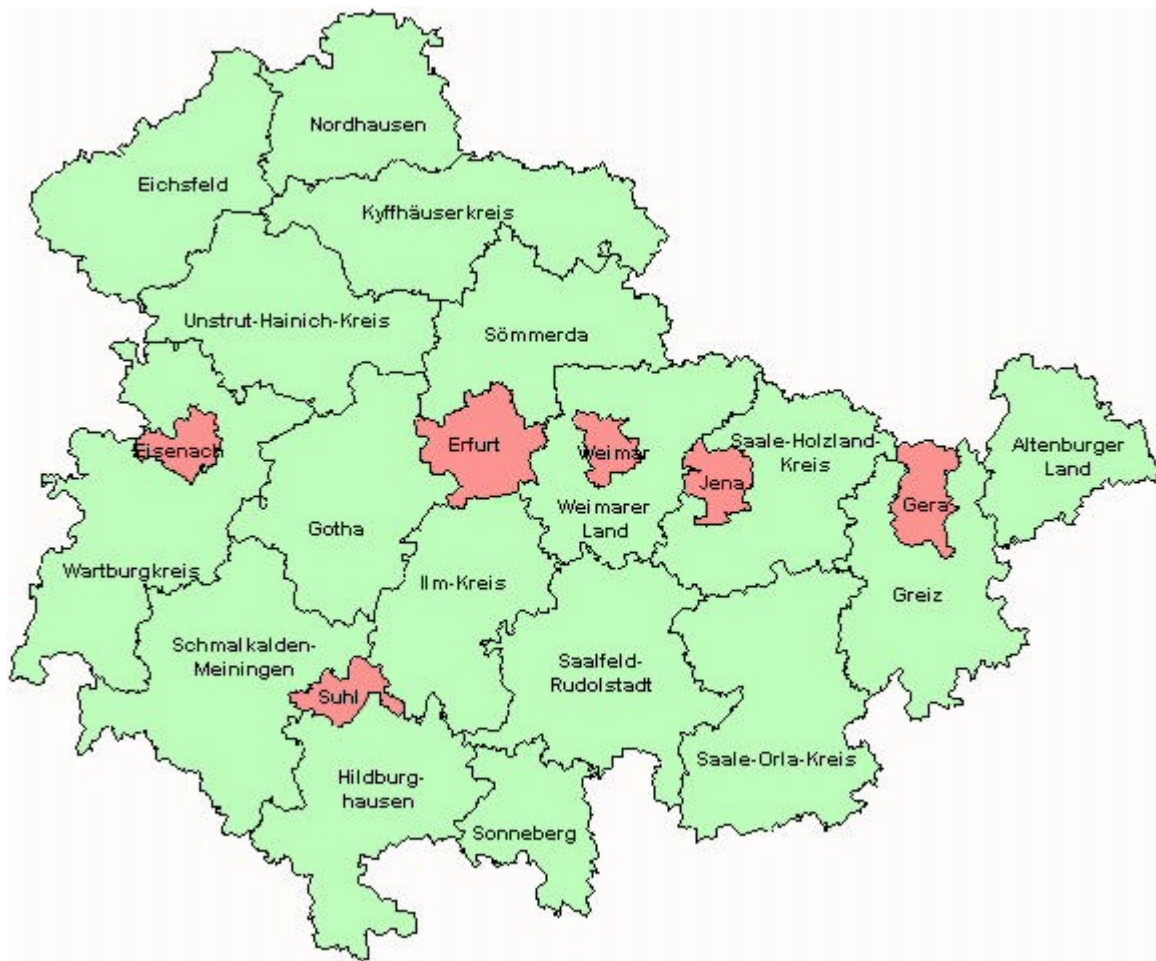 Nordhausen
Eichsfeld
Kyffhäuserkreis
Unstrut-Hainich-Kreis
Sömmerda
Eisenach
Erfurt
Weimar
Saale-Holzland-
Kreis
Jena
Altenburger
Land
Gera
Gotha
Weimarer
Land
Wartburgkreis
Ilm-Kreis
Greiz
Schmalkalden-
Meiningen
Saalfeld-
Rudolstadt
Suhl
Saale-Orla-Kreis
Hildburg-
hausen
Sonneberg